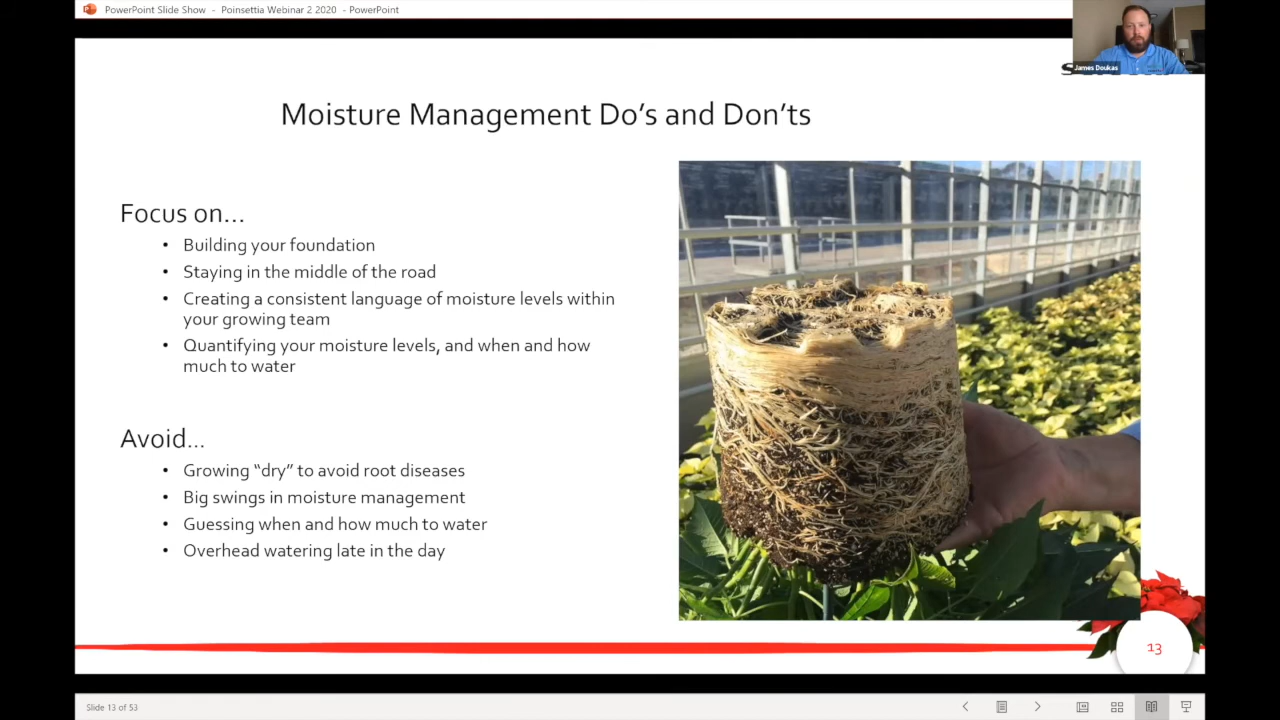 PowerPoint Slide Show - Poinsettia Webinar 2 2020 - PowerPoint
James Doukas
Moisture Management Do's and Don'ts
Focus on...
• Building your foundation
• Staying in the middle of the road
• Creating a consistent language of moisture levels within
your growing team
• Quantifying your moisture levels, and when and how
much to water
Avoid...
• Growing “dry” to avoid root diseases
• Big swings in moisture management
• Guessing when and how much to water
• Overhead watering late in the day
13
Slide 13 of 53